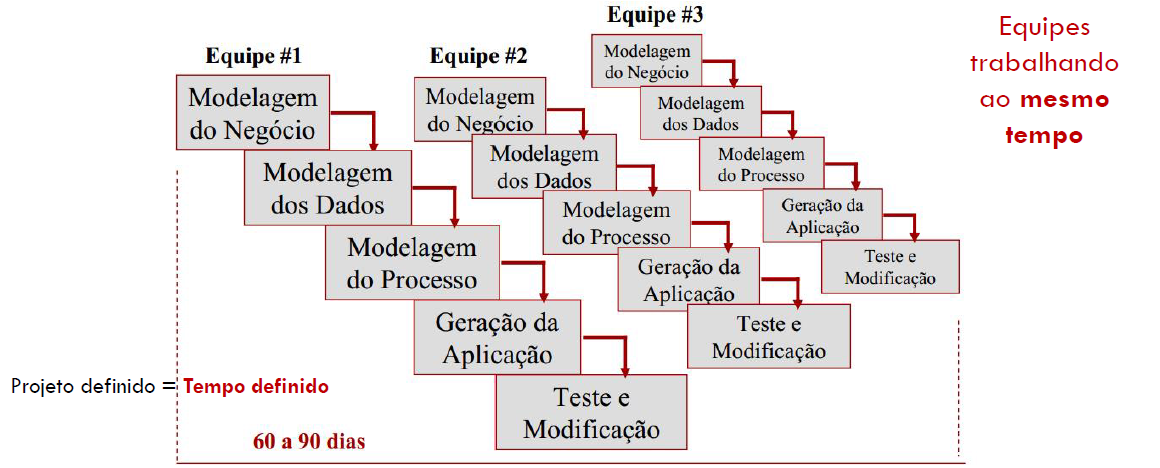 Equipe #1
Modelagem
do Negócio
Modelagem
dos Dados
Modelagem
do Processo
Geração da
Aplicação
Teste e
Modificação
Equipe #2
Modelagem
do Negócio
Modelagem
dos Dados
Modelagem
do Processo
Geração da
Aplicação
Teste e
Modificação
Equipe #3
Modelagem
do Negócio
Modelagem
dos Dados
Modelagem
do Processo
Geração da
Aplicação
Teste e
Modificação
Equipes
trabalhando
ao mesmo
tempo
Projeto definido = Tempo definido
60 a 90 dias